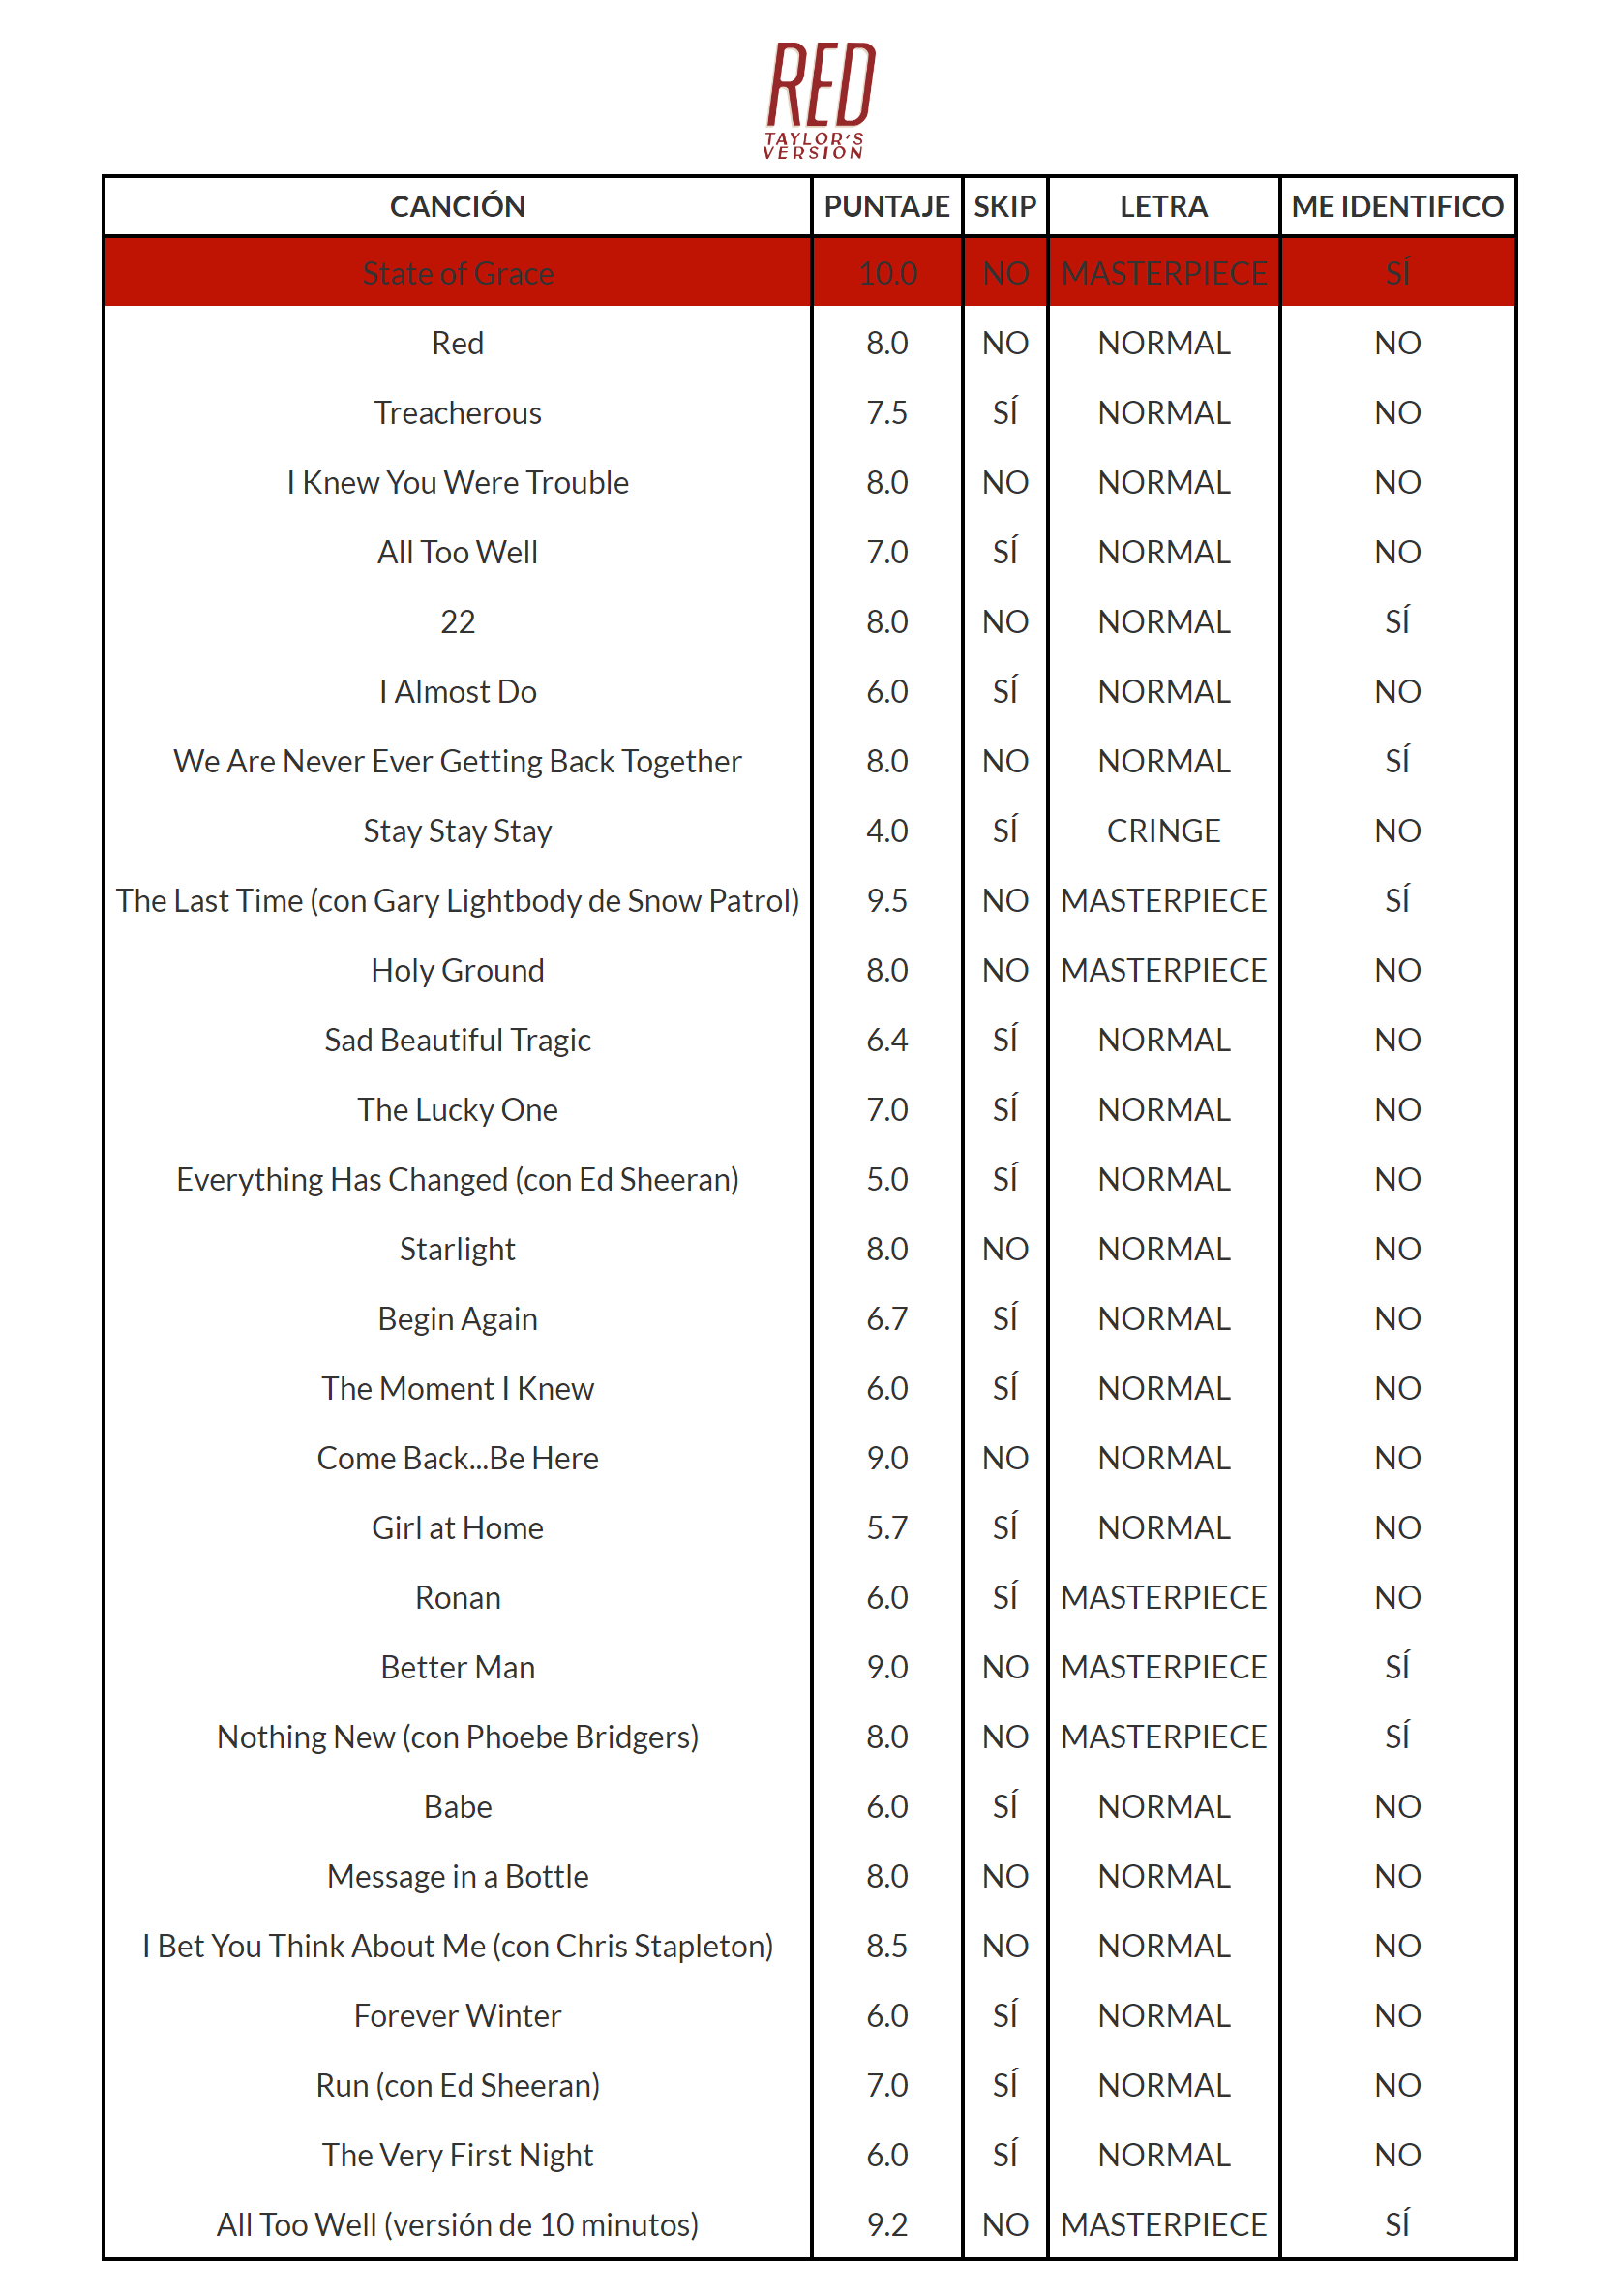 RED
TAYLOR'S
VERSION
CANCIÓN PUNTAJE SKIP LETRA ME IDENTIFICO
State of Grace 10.0 NO MASTERPIECE SÍ
Red 8.0 NO NORMAL NO
Treacherous 7.5 SÍ NORMAL NO
I Knew You Were Trouble 8.0 NO NORMAL NO
All Too Well 7.0 SÍ NORMAL NO
22 8.0 NO NORMAL SÍ
I Almost Do 6.0 SÍ NORMAL NO
We Are Never Ever Getting Back Together 8.0 NO NORMAL SÍ
Stay Stay Stay 4.0 SÍ CRINGE NO
The Last Time (con Gary Lightbody de Snow Patrol) 9.5 NO MASTERPIECE SÍ
Holy Ground 8.0 NO MASTERPIECE NO
Sad Beautiful Tragic 6.4 SÍ NORMAL NO
The Lucky One 7.0 SÍ NORMAL NO
Everything Has Changed (con Ed Sheeran) 5.0 SÍ NORMAL NO
Starlight 8.0 NO NORMAL NO
Begin Again 6.7 SÍ NORMAL NO
The Moment I Knew 6.0 SÍ NORMAL NO
Come Back...Be Here 9.0 NO NORMAL NO
Girl at Home 5.7 SÍ NORMAL NO
Ronan 6.0 SÍ MASTERPIECE NO
Better Man 9.0 NO MASTERPIECE SÍ
Nothing New (con Phoebe Bridgers) 8.0 NO MASTERPIECE SÍ
Babe 6.0 SÍ NORMAL NO
Message in a Bottle 8.0 NO NORMAL NO
I Bet You Think About Me (con Chris Stapleton) 8.5 NO NORMAL NO
Forever Winter 6.0 SÍ NORMAL NO
Run (con Ed Sheeran) 7.0 SÍ NORMAL NO
The Very First Night 6.0 SÍ NORMAL NO
All Too Well (versión de 10 minutos) 9.2 NO MASTERPIECE SÍ